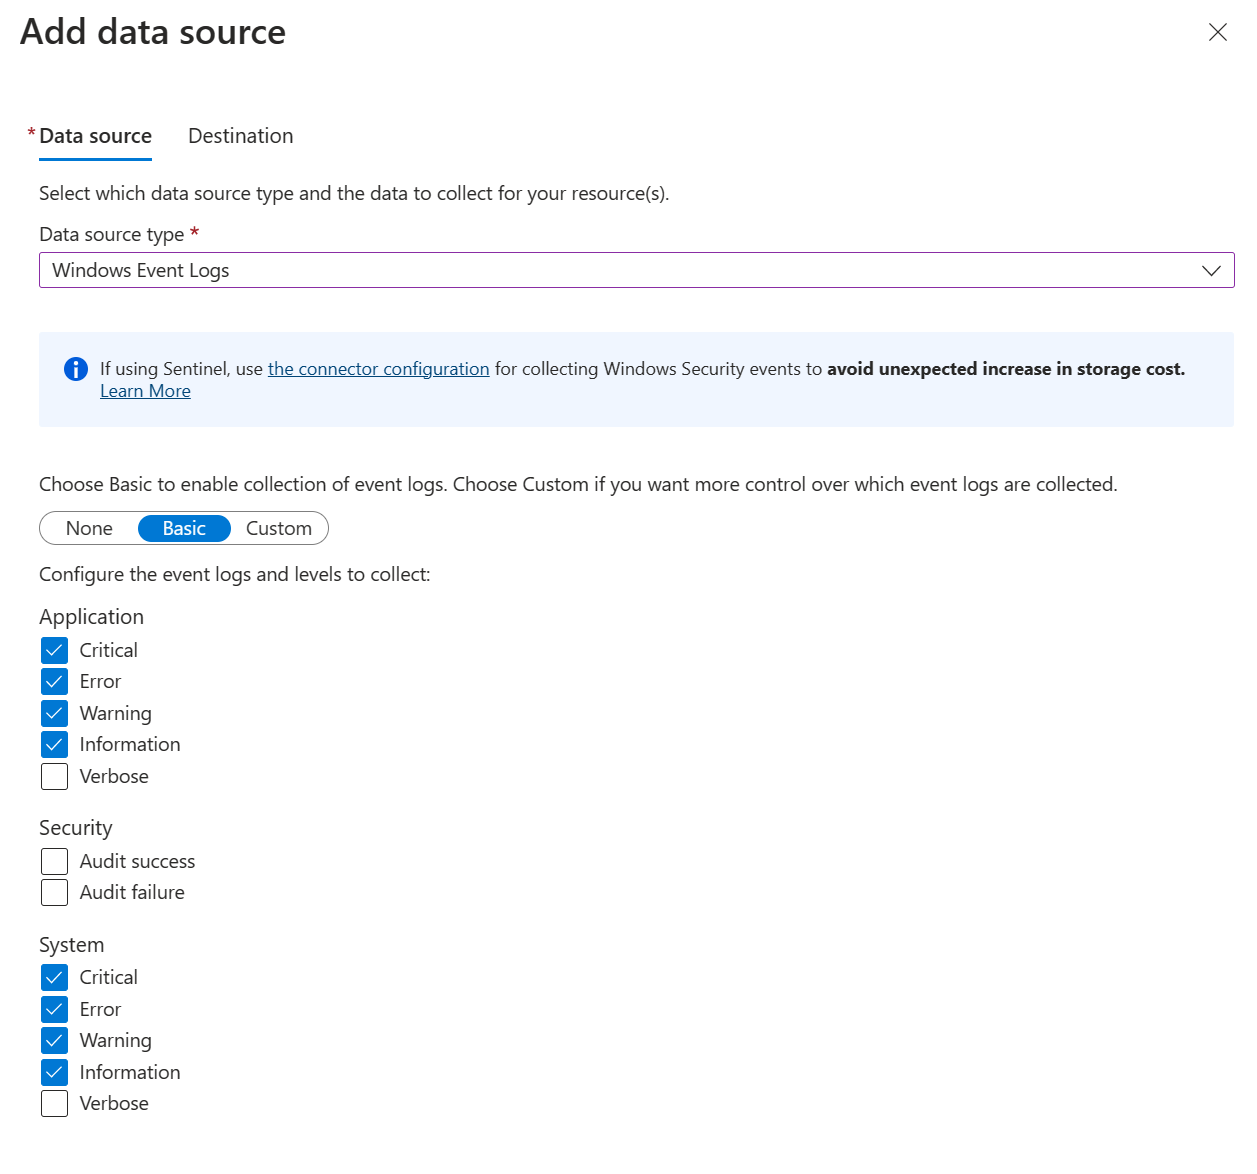 Add data source
* Data source Destination
Select which data source type and the data to collect for your resource(s).
Data source type *
Windows Event Logs
If using Sentinel, use the connector configuration for collecting Windows Security events to avoid unexpected increase in storage cost.
Learn More
Choose Basic to enable collection of event logs. Choose Custom if you want more control over which event logs are collected.
None Basic Custom
Configure the event logs and levels to collect:
Application
Critical
Error
Warning
Information
Verbose
Security
Audit success
Audit failure
System
Critical
Error
Warning
Information
Verbose